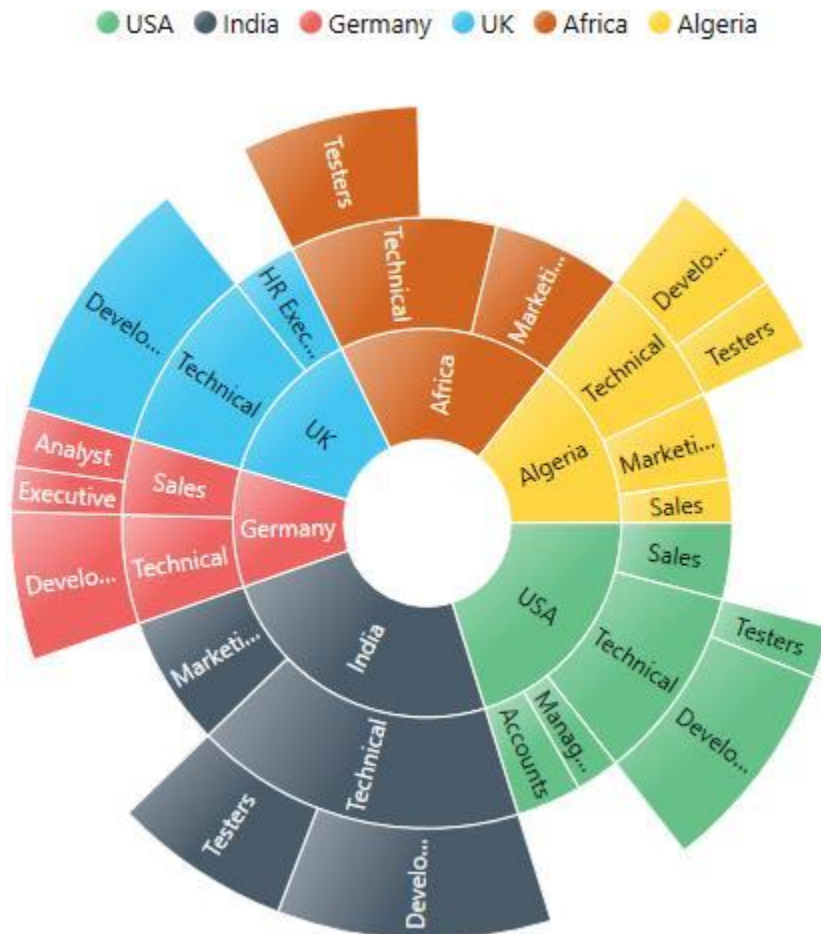 USA India Germany UK Africa Algeria
Testers
Technical
Marketi...
Africa
Develo...
Testers
Technical
Marketi...
Sales
Algeria
HR Exec...
Develo...
Technical
UK
Analyst
Executive
Sales
Germany
Develo...
Technical
Sales
USA
Testers
Technical
Develo...
Manag...
Accounts
India
Marketi...
Technical
Testers
Develo...